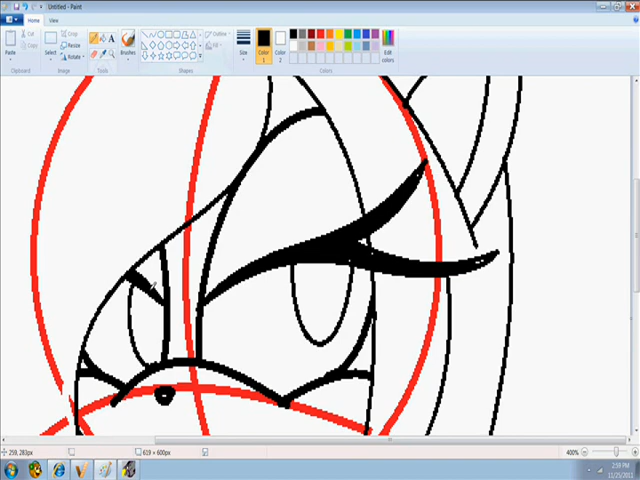 Untitled - Paint
Home View
Paste
Cut
Copy
Clipboard
Select
Crop
Resize
Rotate
Image
Tools
Brushes
Outline
Fill
Shapes
Size
Color 1
Color 2
Edit colors
Colors
259, 283px
619 × 600px
400%
2:59 PM
11/25/2011